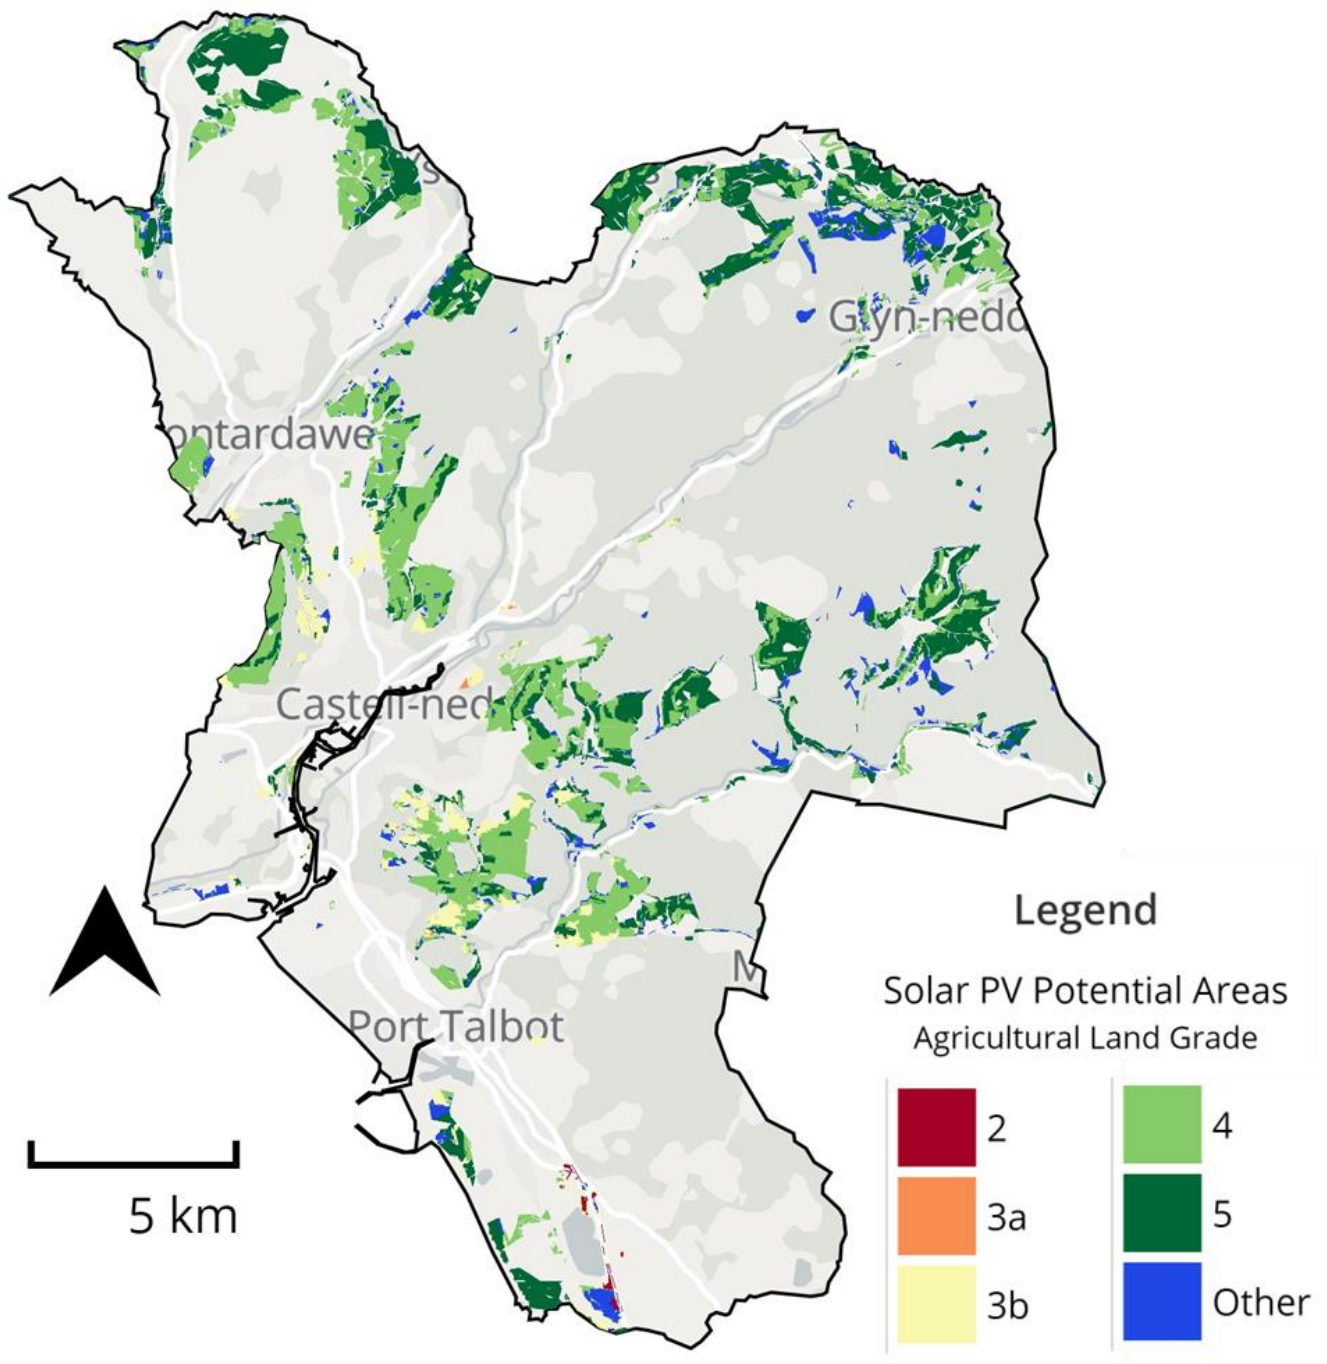 ontardawe
Glyn-nedd
Castell-ned
M
Port Talbot
5 km
Legend
Solar PV Potential Areas
Agricultural Land Grade
2
4
3a
5
3b
Other